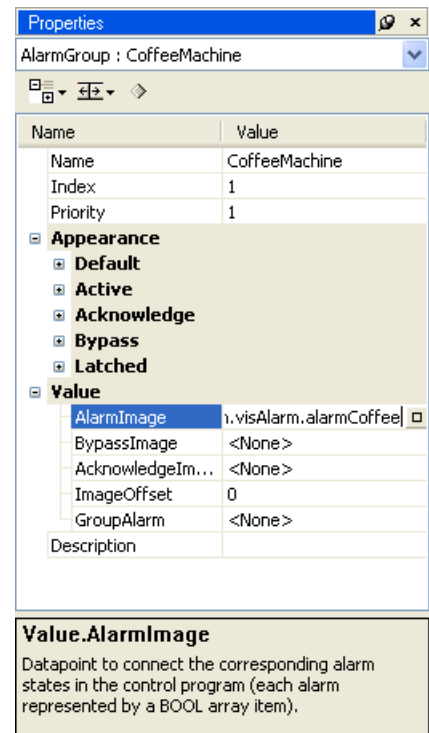 Properties
AlarmGroup : CoffeeMachine
Name Value
Name CoffeeMachine
Index 1
Priority 1
Appearance
Default
Active
Acknowledge
Bypass
Latched
Value
AlarmImage ı.visAlarm.alarmCoffee
BypassImage <None>
AcknowledgeIm... <None>
ImageOffset 0
GroupAlarm <None>
Description
Value.AlarmImage
Datapoint to connect the corresponding alarm
states in the control program (each alarm
represented by a BOOL array item).